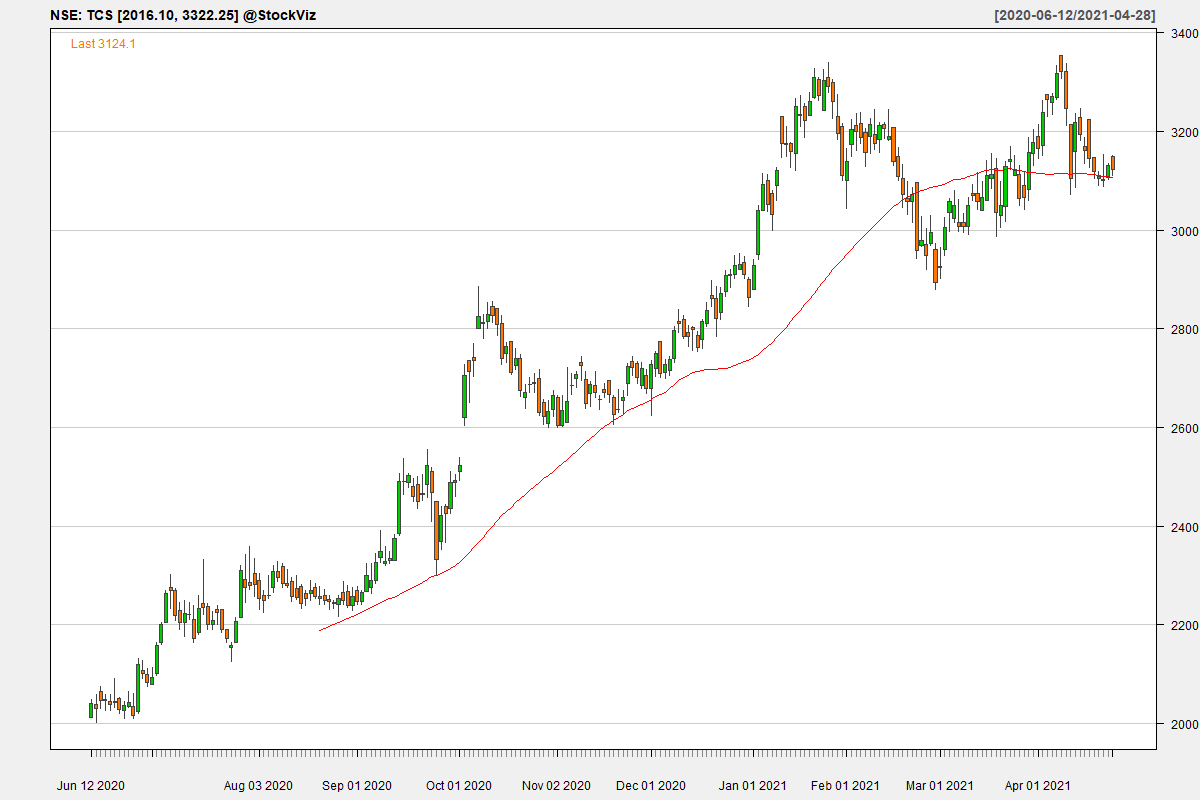 NSE: TCS [2016.10, 3322.25] @StockViz
[2020-06-12/2021-04-28]
Last 3124.1
3400
3200
3000
2800
2600
2400
2200
2000
Jun 12 2020
Aug 03 2020
Sep 01 2020
Oct 01 2020
Nov 02 2020
Dec 01 2020
Jan 01 2021
Feb 01 2021
Mar 01 2021
Apr 01 2021